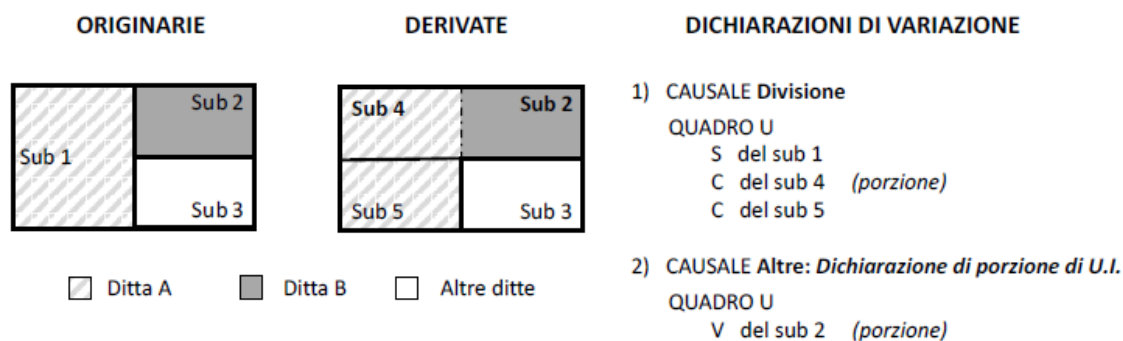 ORIGINARIE
DERIVATE
DICHIARAZIONI DI VARIAZIONE
Sub 1
Sub 2
Sub 3
Sub 4
Sub 2
Sub 5
Sub 3
Ditta A
Ditta B
Altre ditte
1) CAUSALE Divisione
QUADRO U
S del sub 1
C del sub 4 (porzione)
C del sub 5
2) CAUSALE Altre: Dichiarazione di porzione di U.I.
QUADRO U
V del sub 2 (porzione)